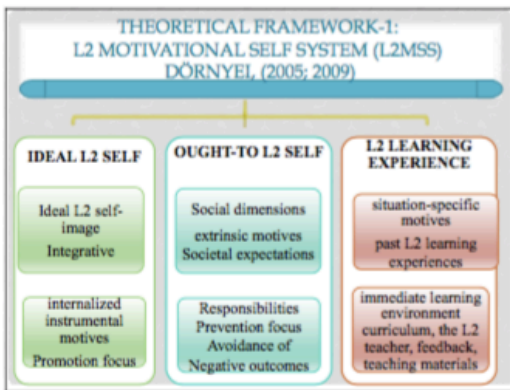 THEORETICAL FRAMEWORK-1:
L2 MOTIVATIONAL SELF SYSTEM (L2MSS)
DÖRNYEI, (2005; 2009)
IDEAL L2 SELF
Ideal L2 self-
image
Integrative
internalized
instrumental
motives
Promotion focus
OUGHT-TO L2 SELF
Social dimensions
extrinsic motives
Societal expectations
Responsibilities
Prevention focus
Avoidance of
Negative outcomes
L2 LEARNING
EXPERIENCE
situation-specific
motives
past L2 learning
experiences
immediate learning
environment
curriculum, the L2
teacher, feedback,
teaching materials